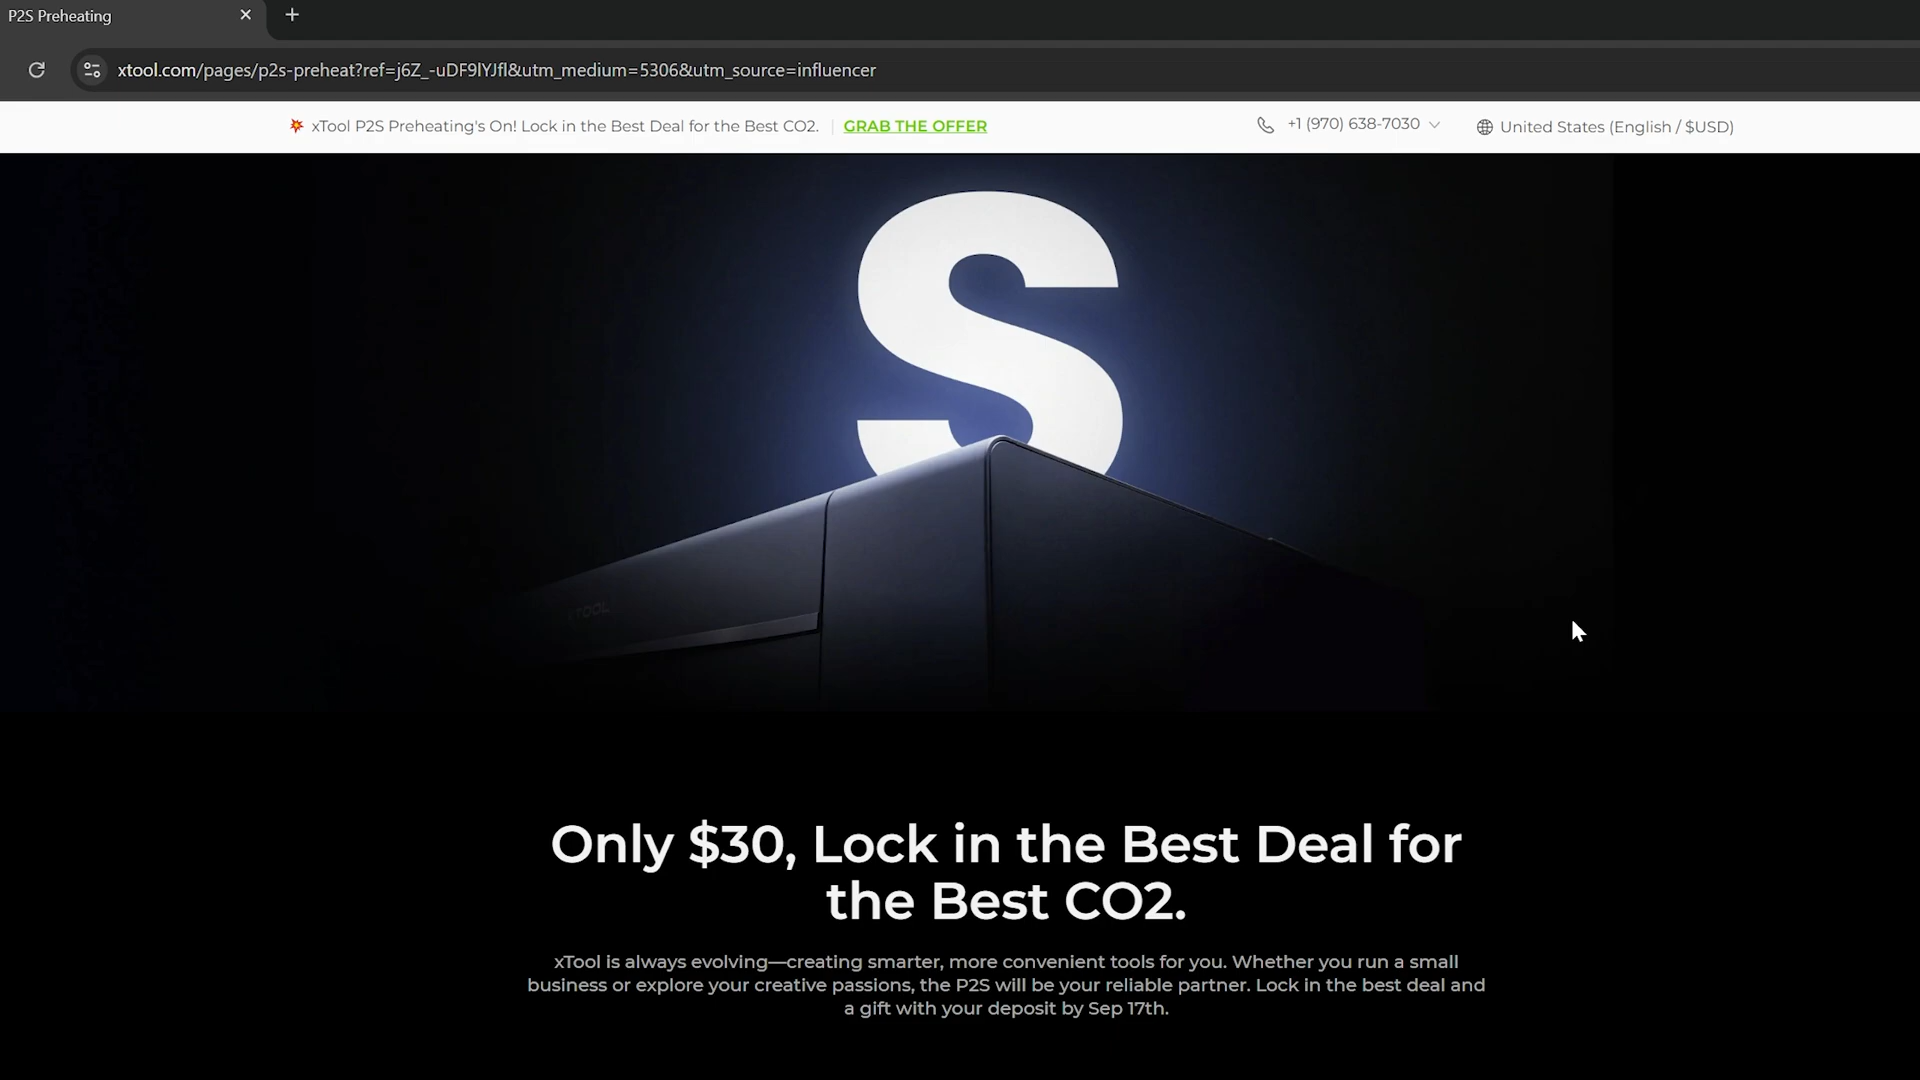 P2S Preheating
xtool.com/pages/p2s-preheat?ref=j6Z_-uDF9lYJfl&utm_medium=5306&utm_source=influencer
xTool P2S Preheating's On! Lock in the Best Deal for the Best CO2. GRAB THE OFFER +1 (970) 638-7030 United States (English / $USD)
S
TOOL
Only $30, Lock in the Best Deal for
the Best CO2.
xTool is always evolving—creating smarter, more convenient tools for you. Whether you run a small
business or explore your creative passions, the P2S will be your reliable partner. Lock in the best deal and
a gift with your deposit by Sep 17th.